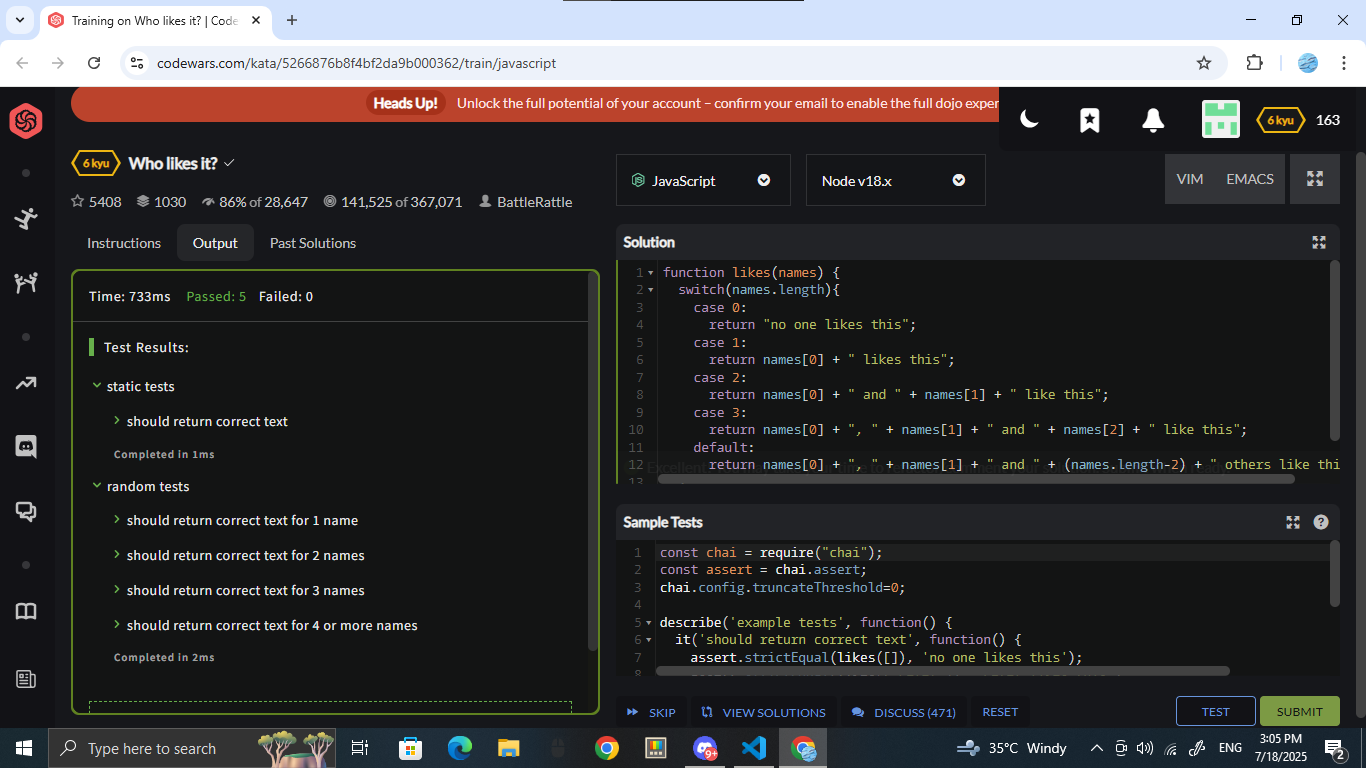 Training on Who likes it? | Code
codewars.com/kata/5266876b8f4bf2da9b000362/train/javascript
Heads Up! Unlock the full potential of your account – confirm your email to enable the full dojo exper
6 kyu 163
6 kyu Who likes it?
5408 1030 86% of 28,647 141,525 of 367,071 BattleRattle
JavaScript Node v18.x VIM EMACS
Instructions Output Past Solutions
Time: 733ms Passed: 5 Failed: 0
Test Results:
static tests
should return correct text
Completed in 1ms
random tests
should return correct text for 1 name
should return correct text for 2 names
should return correct text for 3 names
should return correct text for 4 or more names
Completed in 2ms
Solution
1 function likes(names) {
2 switch(names.length){
3 case 0:
4 return "no one likes this";
5 case 1:
6 return names[0] + " likes this";
7 case 2:
8 return names[0] + " and " + names[1] + " like this";
9 case 3:
10 return names[0] + ", " + names[1] + " and " + names[2] + " like this";
11 default:
12 return names[0] + ", " + names[1] + " and " + (names.length-2) + " others like thi
13
Sample Tests
1 const chai = require("chai");
2 const assert = chai.assert;
3 chai.config.truncateThreshold=0;
4
5 describe('example tests', function() {
6 it('should return correct text', function() {
7 assert.strictEqual(likes([]), 'no one likes this');
8
SKIP VIEW SOLUTIONS DISCUSS (471) RESET TEST SUBMIT
Type here to search
9+
35°C Windy ENG
3:05 PM
7/18/2025
2